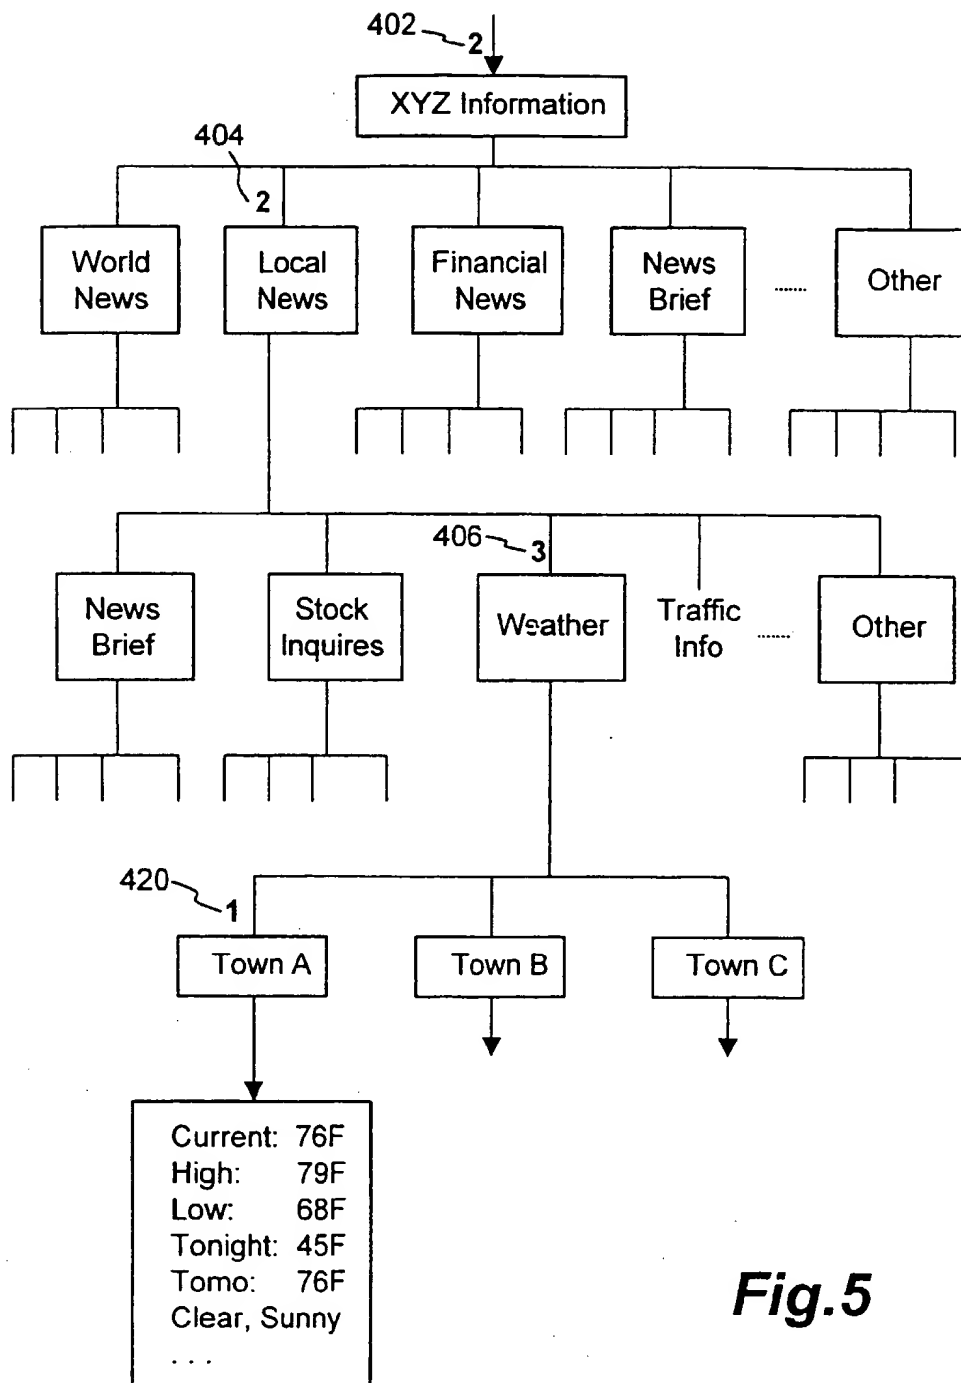 402
2
XYZ Information
404
2
World
News
Local
News
Financial
News
News
Brief
........
Other
406
3
News
Brief
Stock
Inquires
Weather
Traffic
Info
........
Other
420
1
Town A
Town B
Town C
Current: 76F
High: 79F
Low: 68F
Tonight: 45F
Tomo: 76F
Clear, Sunny
. . .
Fig.5